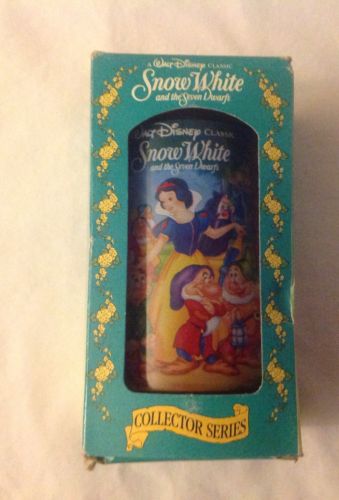 A WALT DISNEY CLASSIC
Snow White
and the Seven Dwarfs
WALT DISNEY CLASSIC
Snow White
and the Seven Dwarfs
COLLECTOR SERIES